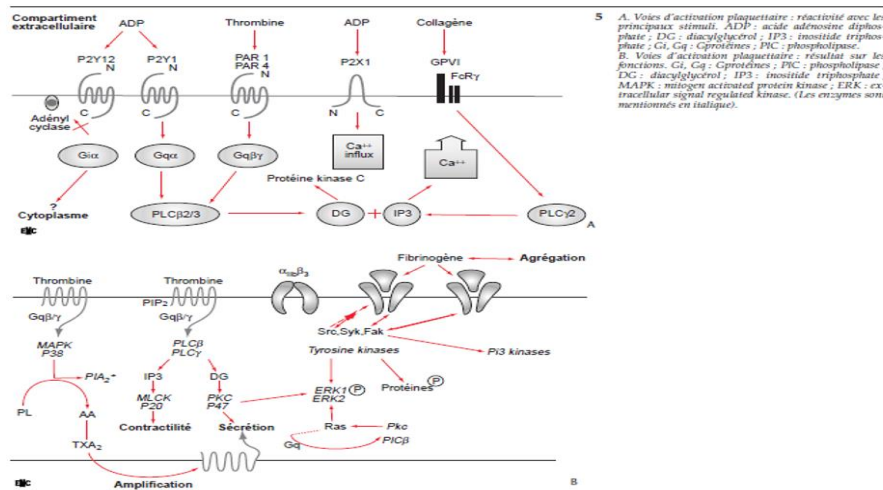 Compartiment
extracellulaire
ADP
Thrombine
ADP
Collagène
P2Y12
P2Y1
PAR 1
PAR 4
P2X1
GPVI
N
N
N
FcRγ
C
C
C
N
C
Adényl
cyclase
Giα
Gqα
Gqβγ
Ca++
influx
Ca++
Protéine kinase C
?
Cytoplasme
PLCβ2/3
DG
+
IP3
PLCγ2
A
5 A. Voies d'activation plaquettaire : réactivité avec les
principaux stimuli. ADP : acide adénosine diphos-
phate ; DG : diacylglycérol ; IP3 : inositide triphos-
phate ; Gi, Gq : Gprotéines ; PlC : phospholipase.
B. Voies d'activation plaquettaire : résultat sur les
fonctions. Gi, Gq : Gprotéines ; PlC : phospholipase ;
DG : diacylglycérol ; IP3 : inositide triphosphate ;
MAPK : mitogen activated protein kinase ; ERK : ex-
tracellular signal regulated kinase. (Les enzymes sont
mentionnés en italique).
Fibrinogène
Agrégation
Thrombine
Thrombine
αIIbβ3
PIP2
Gqβ/γ
Gqβ/γ
Src,Syk,Fak
MAPK
P38
PLCβ
PLCγ
Tyrosine kinases
Pi3 kinases
PlA2+
IP3
DG
ERK1
ERK2
P
Protéines
P
PL
AA
MLCK
P20
PKC
P47
Contractilité
Sécrétion
Ras
Pkc
Gq
PlCβ
TXA2
Amplification
B